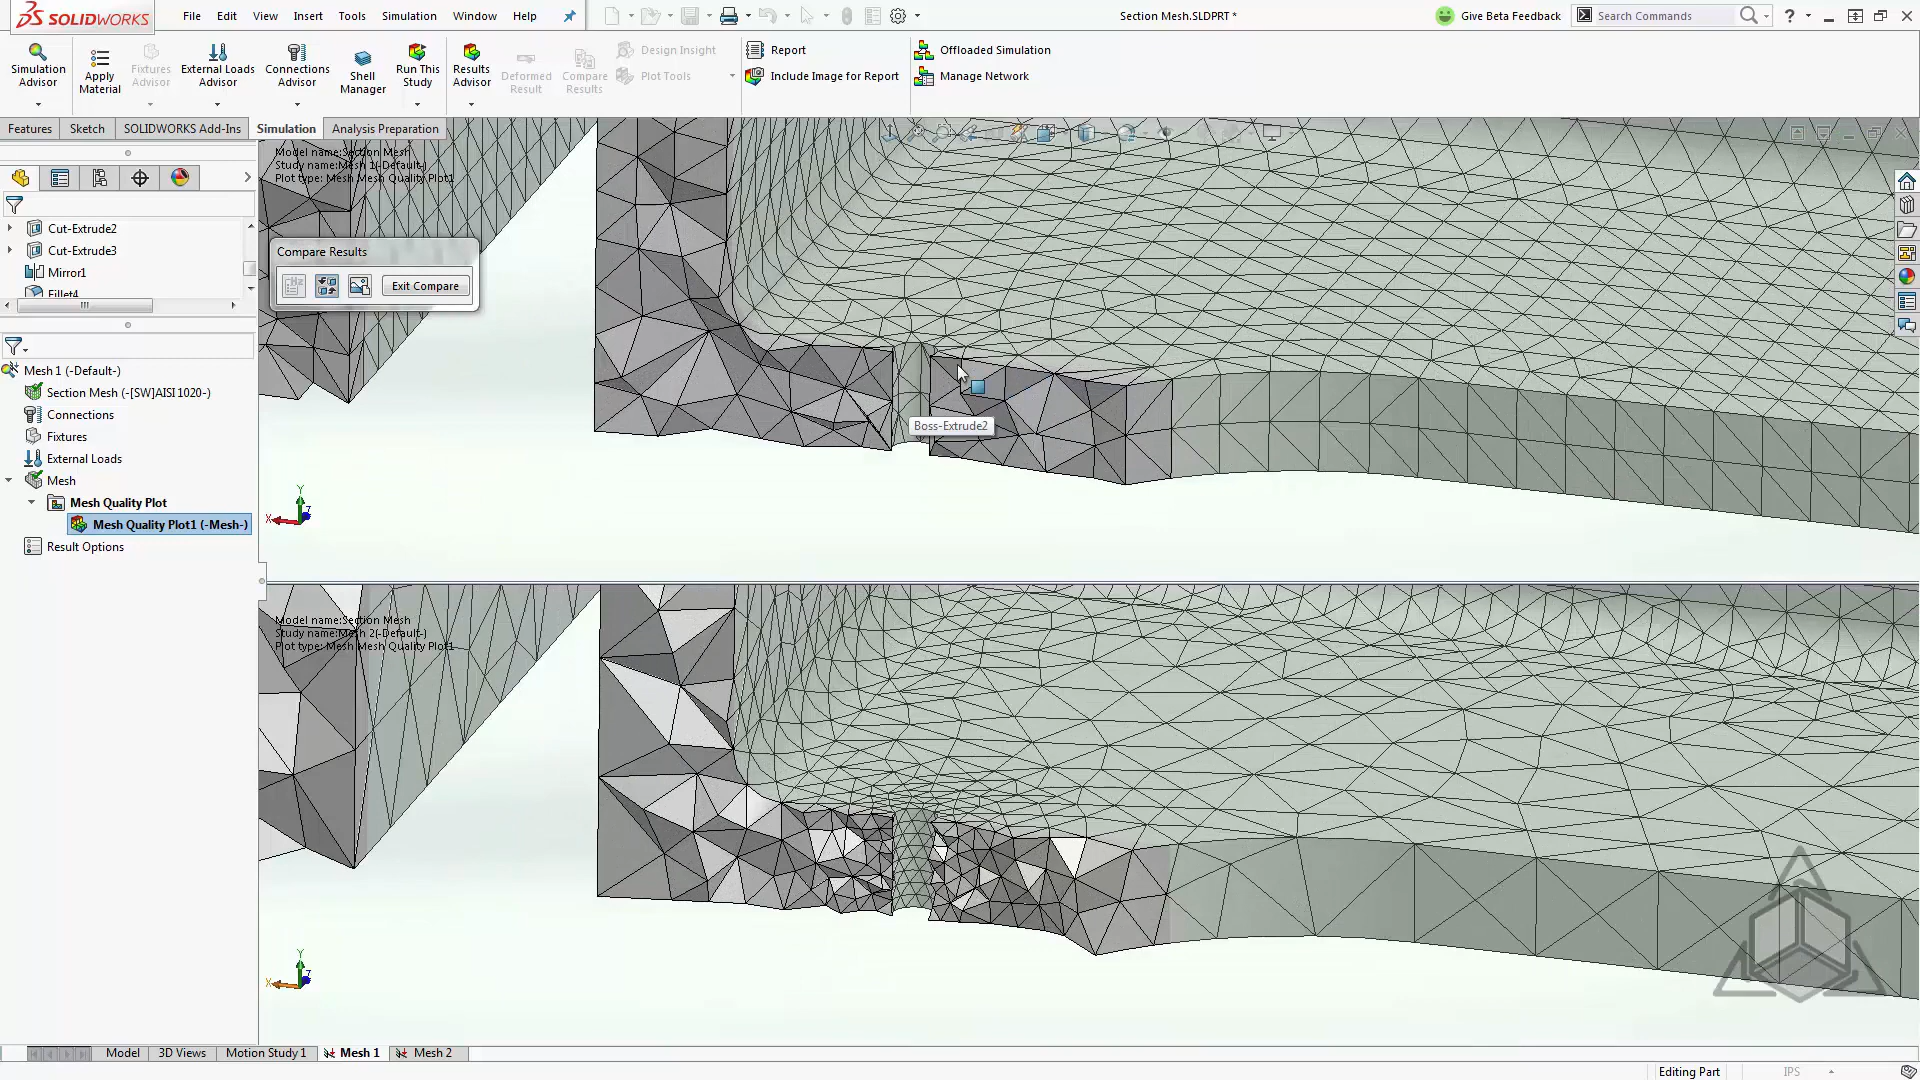 SOLIDWORKS
File Edit View Insert Tools Simulation Window Help
Section Mesh.SLDPRT *
Give Beta Feedback
Search Commands
Simulation Advisor
Apply Material
Fixtures Advisor
External Loads Advisor
Connections Advisor
Shell Manager
Run This Study
Results Advisor
Deformed Result
Compare Results
Design Insight
Plot Tools
Report
Include Image for Report
Offloaded Simulation
Manage Network
Features Sketch SOLIDWORKS Add-Ins Simulation Analysis Preparation
Cut-Extrude2
Cut-Extrude3
Mirror1
Fillet4
Mesh 1 (-Default-)
Section Mesh (-[SW]AISI 1020-)
Connections
Fixtures
External Loads
Mesh
Mesh Quality Plot
Mesh Quality Plot1 (-Mesh-)
Result Options
Model name:Section Mesh
Study name:Mesh 1(-Default-)
Plot type: Mesh Mesh Quality Plot1
Compare Results
Exit Compare
Boss-Extrude2
Y
X
Z
Model name:Section Mesh
Study name:Mesh 2(-Default-)
Plot type: Mesh Mesh Quality Plot1
Y
X
Z
Model 3D Views Motion Study 1 Mesh 1 Mesh 2
Editing Part
IPS